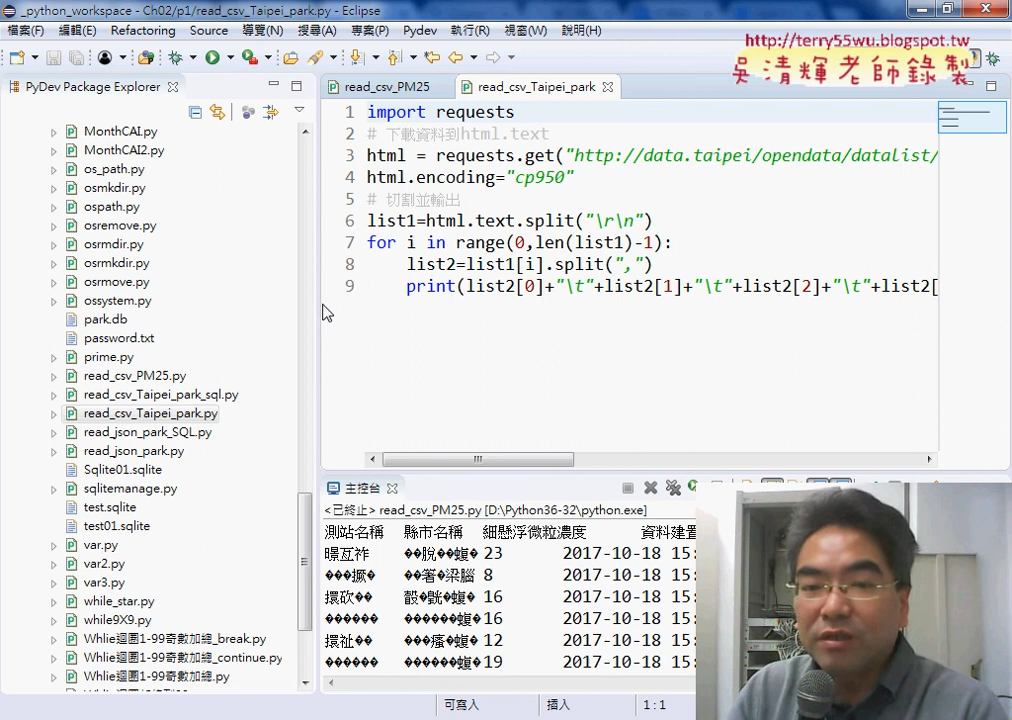 _python_workspace - Ch02/p1/read_csv_Taipei_park.py - Eclipse
檔案(F) 編輯(E) Refactoring Source 導覽(N) 搜尋(A) 專案(P) Pydev 執行(R) 視窗(W) 說明(H)
http://terry55wu.blogspot.tw
吳清輝老師錄製
PyDev Package Explorer
read_csv_PM25
read_csv_Taipei_park
MonthCAI.py
MonthCAI2.py
os_path.py
osmkdir.py
ospath.py
osremove.py
osrmdir.py
osrmkdir.py
osrmove.py
ossystem.py
park.db
password.txt
prime.py
read_csv_PM25.py
read_csv_Taipei_park_sql.py
read_csv_Taipei_park.py
read_json_park_SQL.py
read_json_park.py
Sqlite01.sqlite
sqlitemanage.py
test.sqlite
test01.sqlite
var.py
var2.py
var3.py
while_star.py
while9X9.py
Whlie迴圈1-99奇數加總_break.py
Whlie迴圈1-99奇數加總_continue.py
Whlie迴圈1-99奇數加總.py
1 import requests
2 # 下載資料到html.text
3 html = requests.get("http://data.taipei/opendata/datalist/
4 html.encoding="cp950"
5 # 切割並輸出
6 list1=html.text.split("\r\n")
7 for i in range(0,len(list1)-1):
8 list2=list1[i].split(",")
9 print(list2[0]+"\t"+list2[1]+"\t"+list2[2]+"\t"+list2[
主控台
<已終止> read_csv_PM25.py [D:\Python36-32\python.exe]
測站名稱 縣市名稱 細懸浮微粒濃度 資料建置
23 2017-10-18 15:
8 2017-10-18 15:
16 2017-10-18 15:
16 2017-10-18 15:
12 2017-10-18 15:
19 2017-10-18 15:
可寫入 插入 1:1